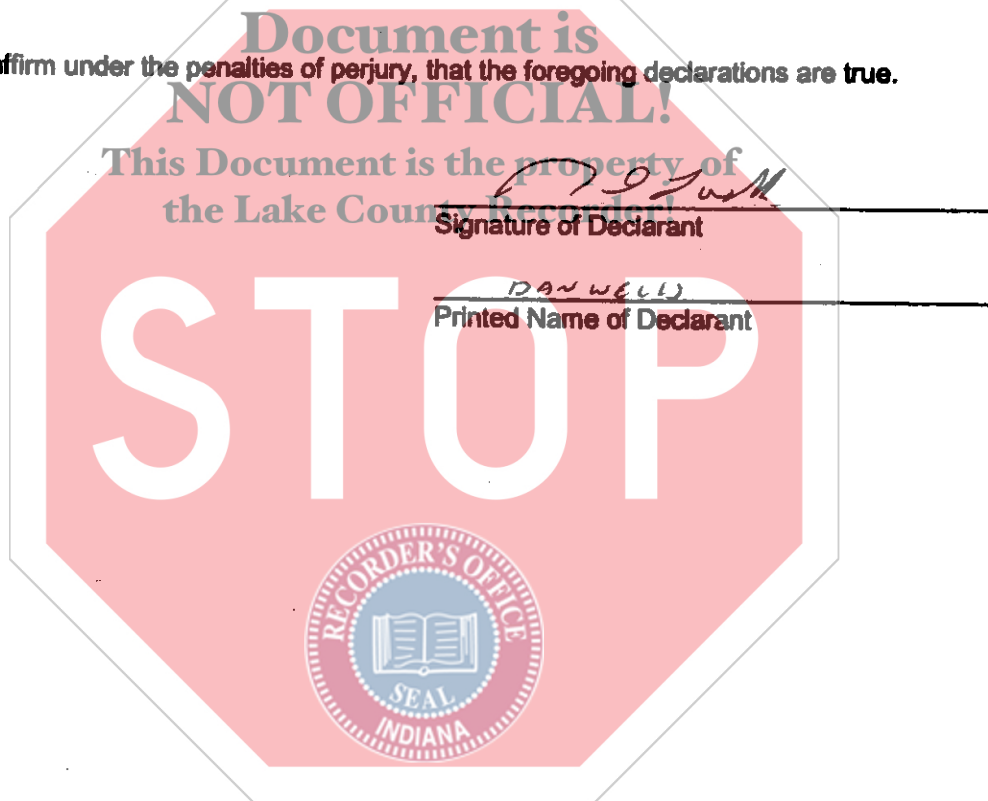 Document is
ffirm under the penalties of perjury, that the foregoing declarations are true.
NOT OFFICIAL!
This Document is the property of
the Lake County Recorder!
Signature of Declarant
DAN WELLS
Printed Name of Declarant
STOP
RECORDER'S OFFICE
SEAL
INDIANA